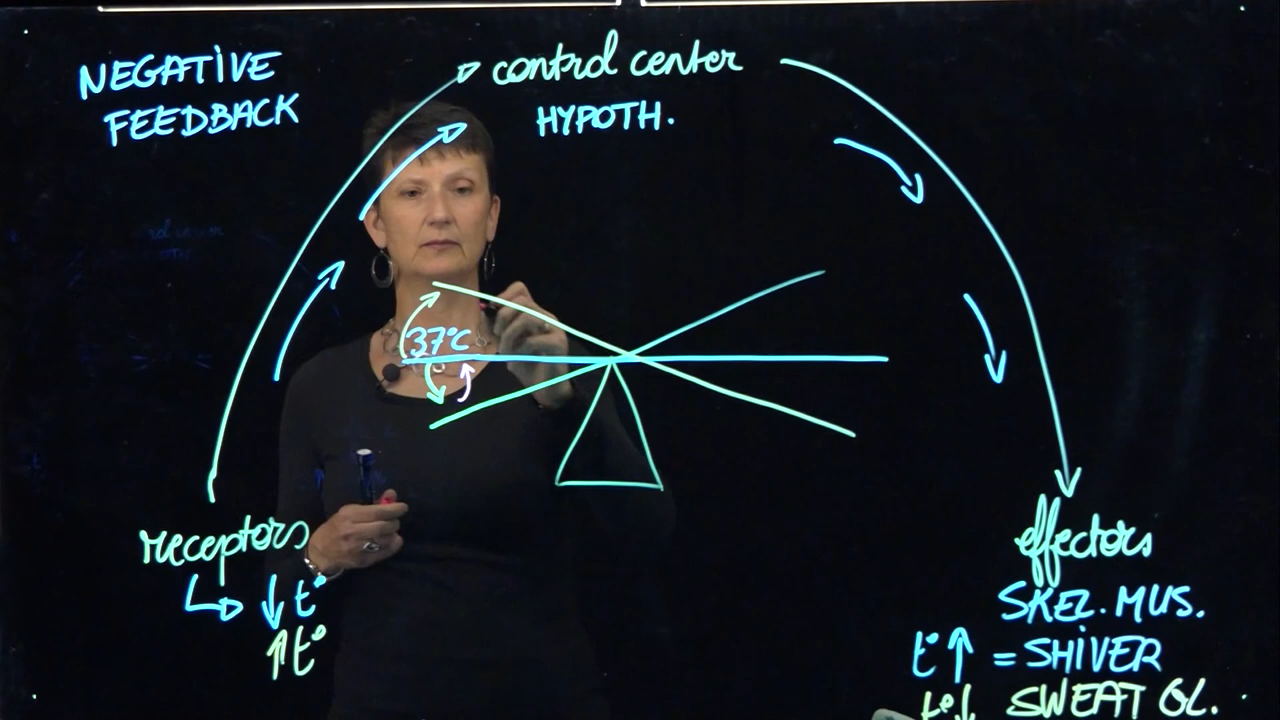 NEGATIVE
FEEDBACK
control center
HYPOTH.
37°C
receptors
↓ t°
↑ t°
effectors
SKEL. MUS.
t° ↑ = SHIVER
t° ↓ SWEAT GL.